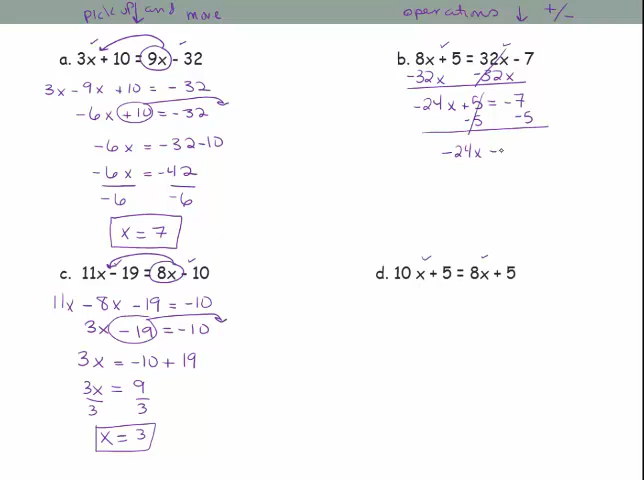 pick up and move
operations +/-
a. 3x + 10 = 9x - 32
3x - 9x + 10 = - 32
-6x +10 = -32
-6x = -32-10
-6x = -42
-6 -6
x = 7
b. 8x + 5 = 32x - 7
-32x -32x
-24x + 5 = -7
-5 -5
-24x -
c. 11x - 19 = 8x - 10
11x - 8x - 19 = -10
3x - 19 = -10
3x = -10 + 19
3x = 9
3 3
x = 3
d. 10 x + 5 = 8x + 5